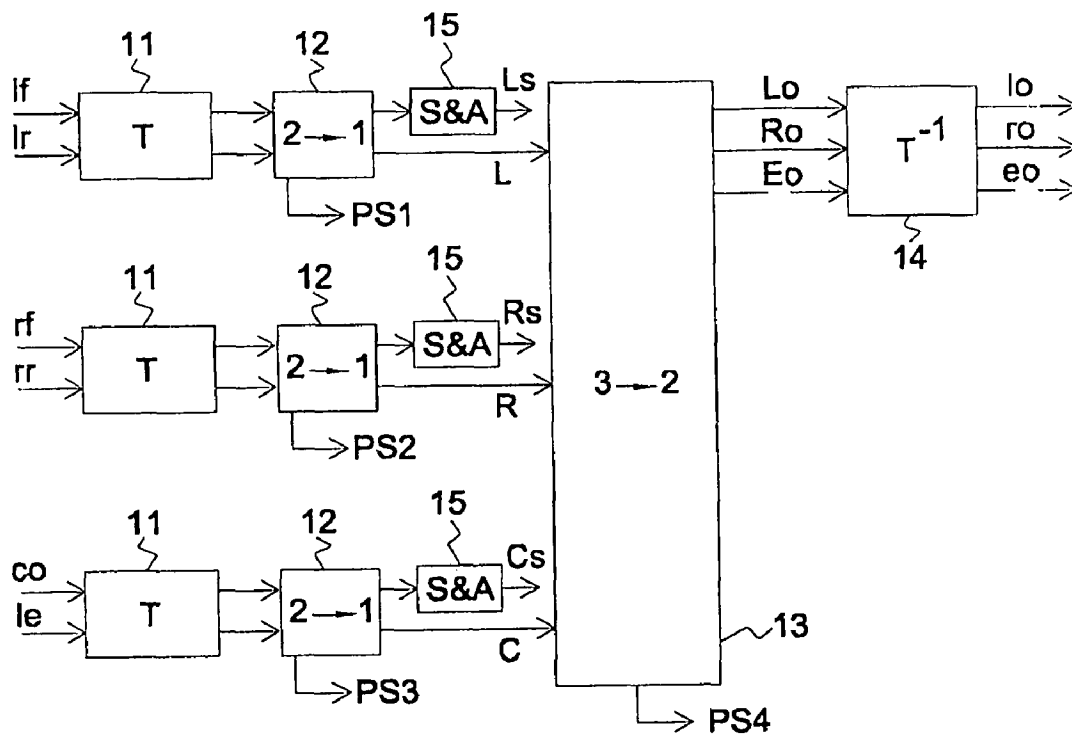 11
12
15
lf
lr
T
2→1
S&A
Ls
L
PS1
11
12
15
rf
rr
T
2→1
S&A
Rs
R
PS2
11
12
15
co
le
T
2→1
S&A
Cs
C
PS3
3→2
13
PS4
Lo
Ro
Eo
T⁻¹
14
lo
ro
eo